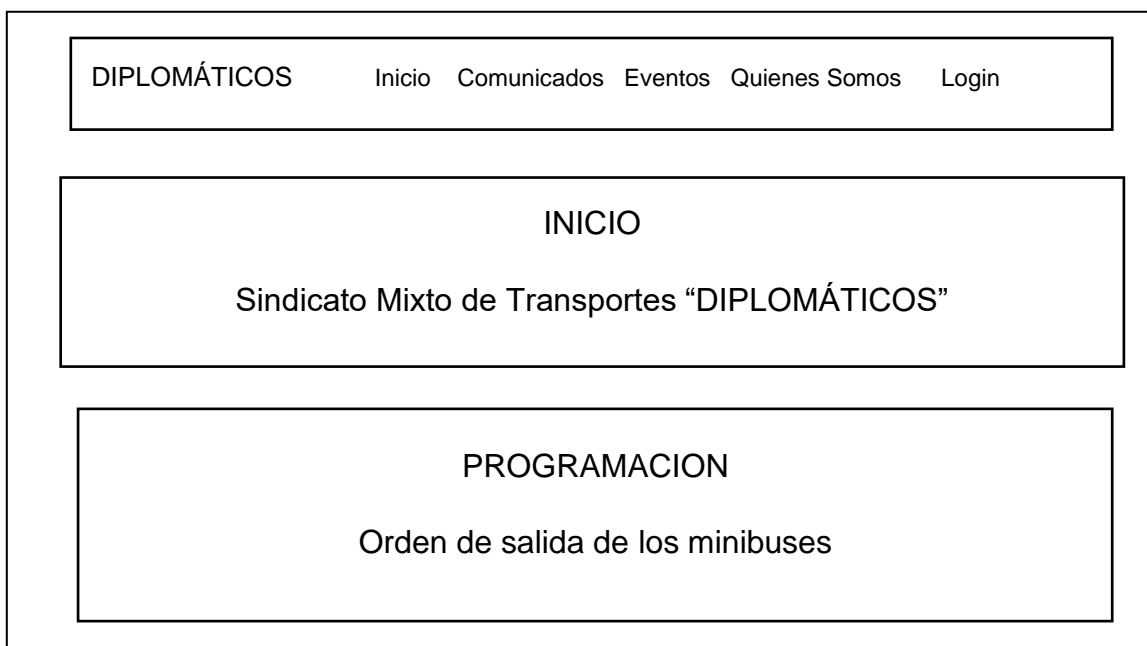 DIPLOMÁTICOS Inicio Comunicados Eventos Quienes Somos Login
INICIO
Sindicato Mixto de Transportes “DIPLOMÁTICOS”
PROGRAMACION
Orden de salida de los minibuses